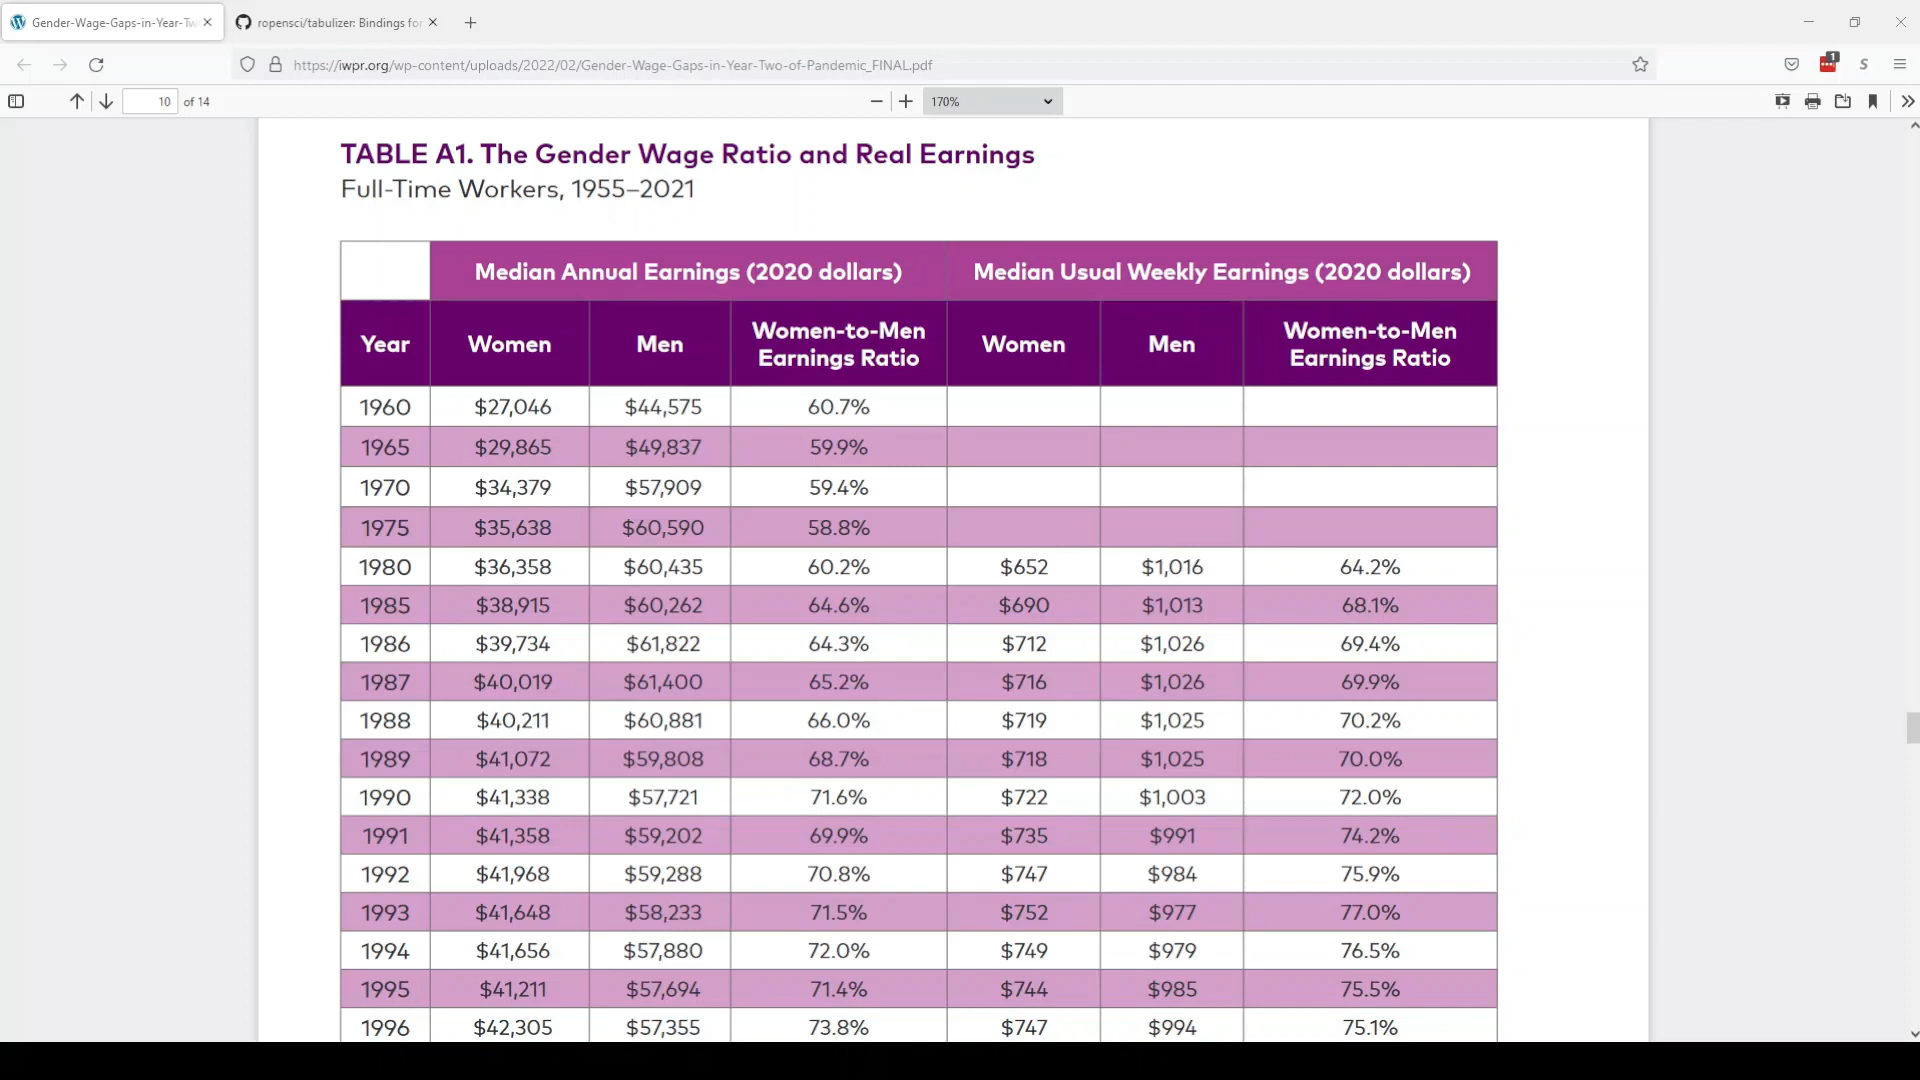 Gender-Wage-Gaps-in-Year-Tw
ropensci/tabulizer: Bindings for
https://iwpr.org/wp-content/uploads/2022/02/Gender-Wage-Gaps-in-Year-Two-of-Pandemic_FINAL.pdf
1
S
10 of 14
170%
TABLE A1. The Gender Wage Ratio and Real Earnings
Full-Time Workers, 1955–2021
Median Annual Earnings (2020 dollars) Median Usual Weekly Earnings (2020 dollars)
Year Women Men Women-to-Men Earnings Ratio Women Men Women-to-Men Earnings Ratio
1960 $27,046 $44,575 60.7%
1965 $29,865 $49,837 59.9%
1970 $34,379 $57,909 59.4%
1975 $35,638 $60,590 58.8%
1980 $36,358 $60,435 60.2% $652 $1,016 64.2%
1985 $38,915 $60,262 64.6% $690 $1,013 68.1%
1986 $39,734 $61,822 64.3% $712 $1,026 69.4%
1987 $40,019 $61,400 65.2% $716 $1,026 69.9%
1988 $40,211 $60,881 66.0% $719 $1,025 70.2%
1989 $41,072 $59,808 68.7% $718 $1,025 70.0%
1990 $41,338 $57,721 71.6% $722 $1,003 72.0%
1991 $41,358 $59,202 69.9% $735 $991 74.2%
1992 $41,968 $59,288 70.8% $747 $984 75.9%
1993 $41,648 $58,233 71.5% $752 $977 77.0%
1994 $41,656 $57,880 72.0% $749 $979 76.5%
1995 $41,211 $57,694 71.4% $744 $985 75.5%
1996 $42,305 $57,355 73.8% $747 $994 75.1%